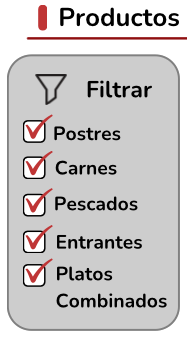 Productos
Filtrar
Postres
Carnes
Pescados
Entrantes
Platos
Combinados